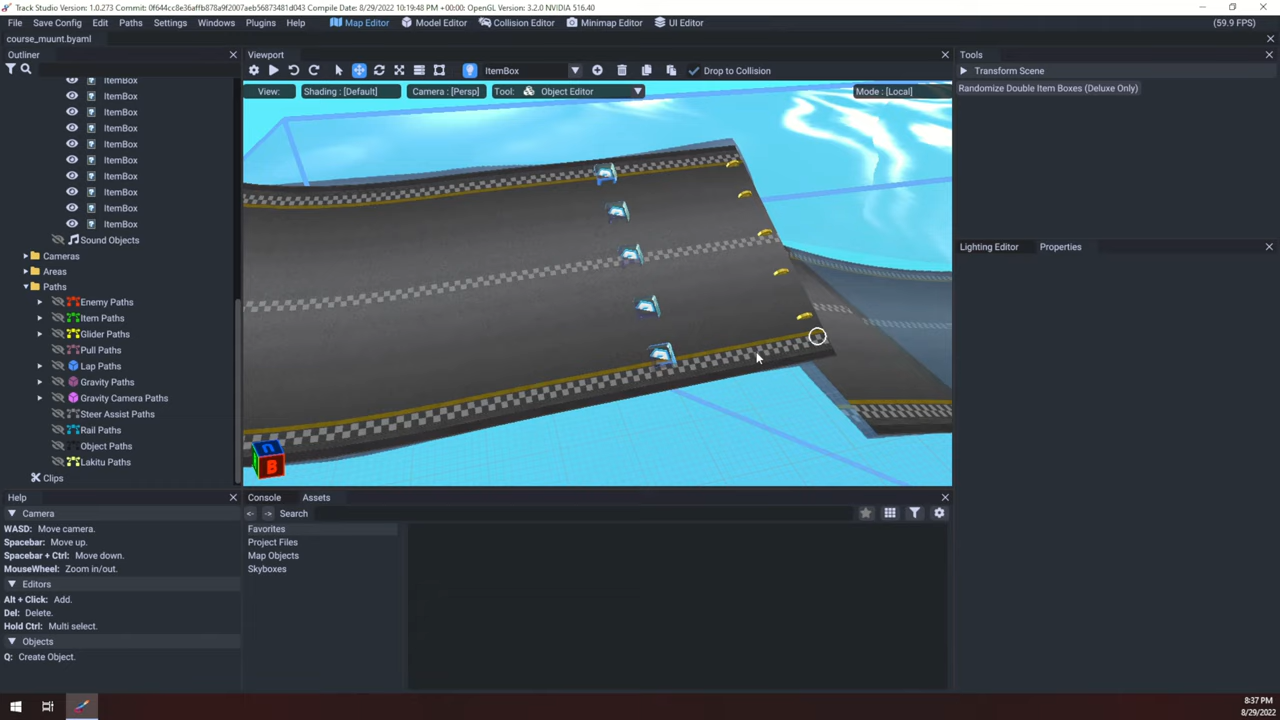 Track Studio: Version: 1.0.273 Commit: 0f644cc8e36affb878a9f2007aeb56873481d043 Compile Date: 8/29/2022 10:19:48 PM +00:00: OpenGL Version: 3.2.0 NVIDIA 516.40
File Save Config Edit Paths Settings Windows Plugins Help Map Editor Model Editor Collision Editor Minimap Editor UI Editor (59.9 FPS)
course_muunt.byaml
Outliner
ItemBox
ItemBox
ItemBox
ItemBox
ItemBox
ItemBox
ItemBox
ItemBox
ItemBox
ItemBox
Sound Objects
Cameras
Areas
Paths
Enemy Paths
Item Paths
Glider Paths
Pull Paths
Lap Paths
Gravity Paths
Gravity Camera Paths
Steer Assist Paths
Rail Paths
Object Paths
Lakitu Paths
Clips
Help
Camera
WASD: Move camera.
Spacebar: Move up.
Spacebar + Ctrl: Move down.
MouseWheel: Zoom in/out.
Editors
Alt + Click: Add.
Del: Delete.
Hold Ctrl: Multi select.
Objects
Q: Create Object.
Viewport
ItemBox Drop to Collision
View: Shading : [Default] Camera : [Persp] Tool: Object Editor Mode : [Local]
B
Console Assets
<- -> Search
Favorites
Project Files
Map Objects
Skyboxes
Tools
Transform Scene
Randomize Double Item Boxes (Deluxe Only)
Lighting Editor Properties
8:37 PM
8/29/2022